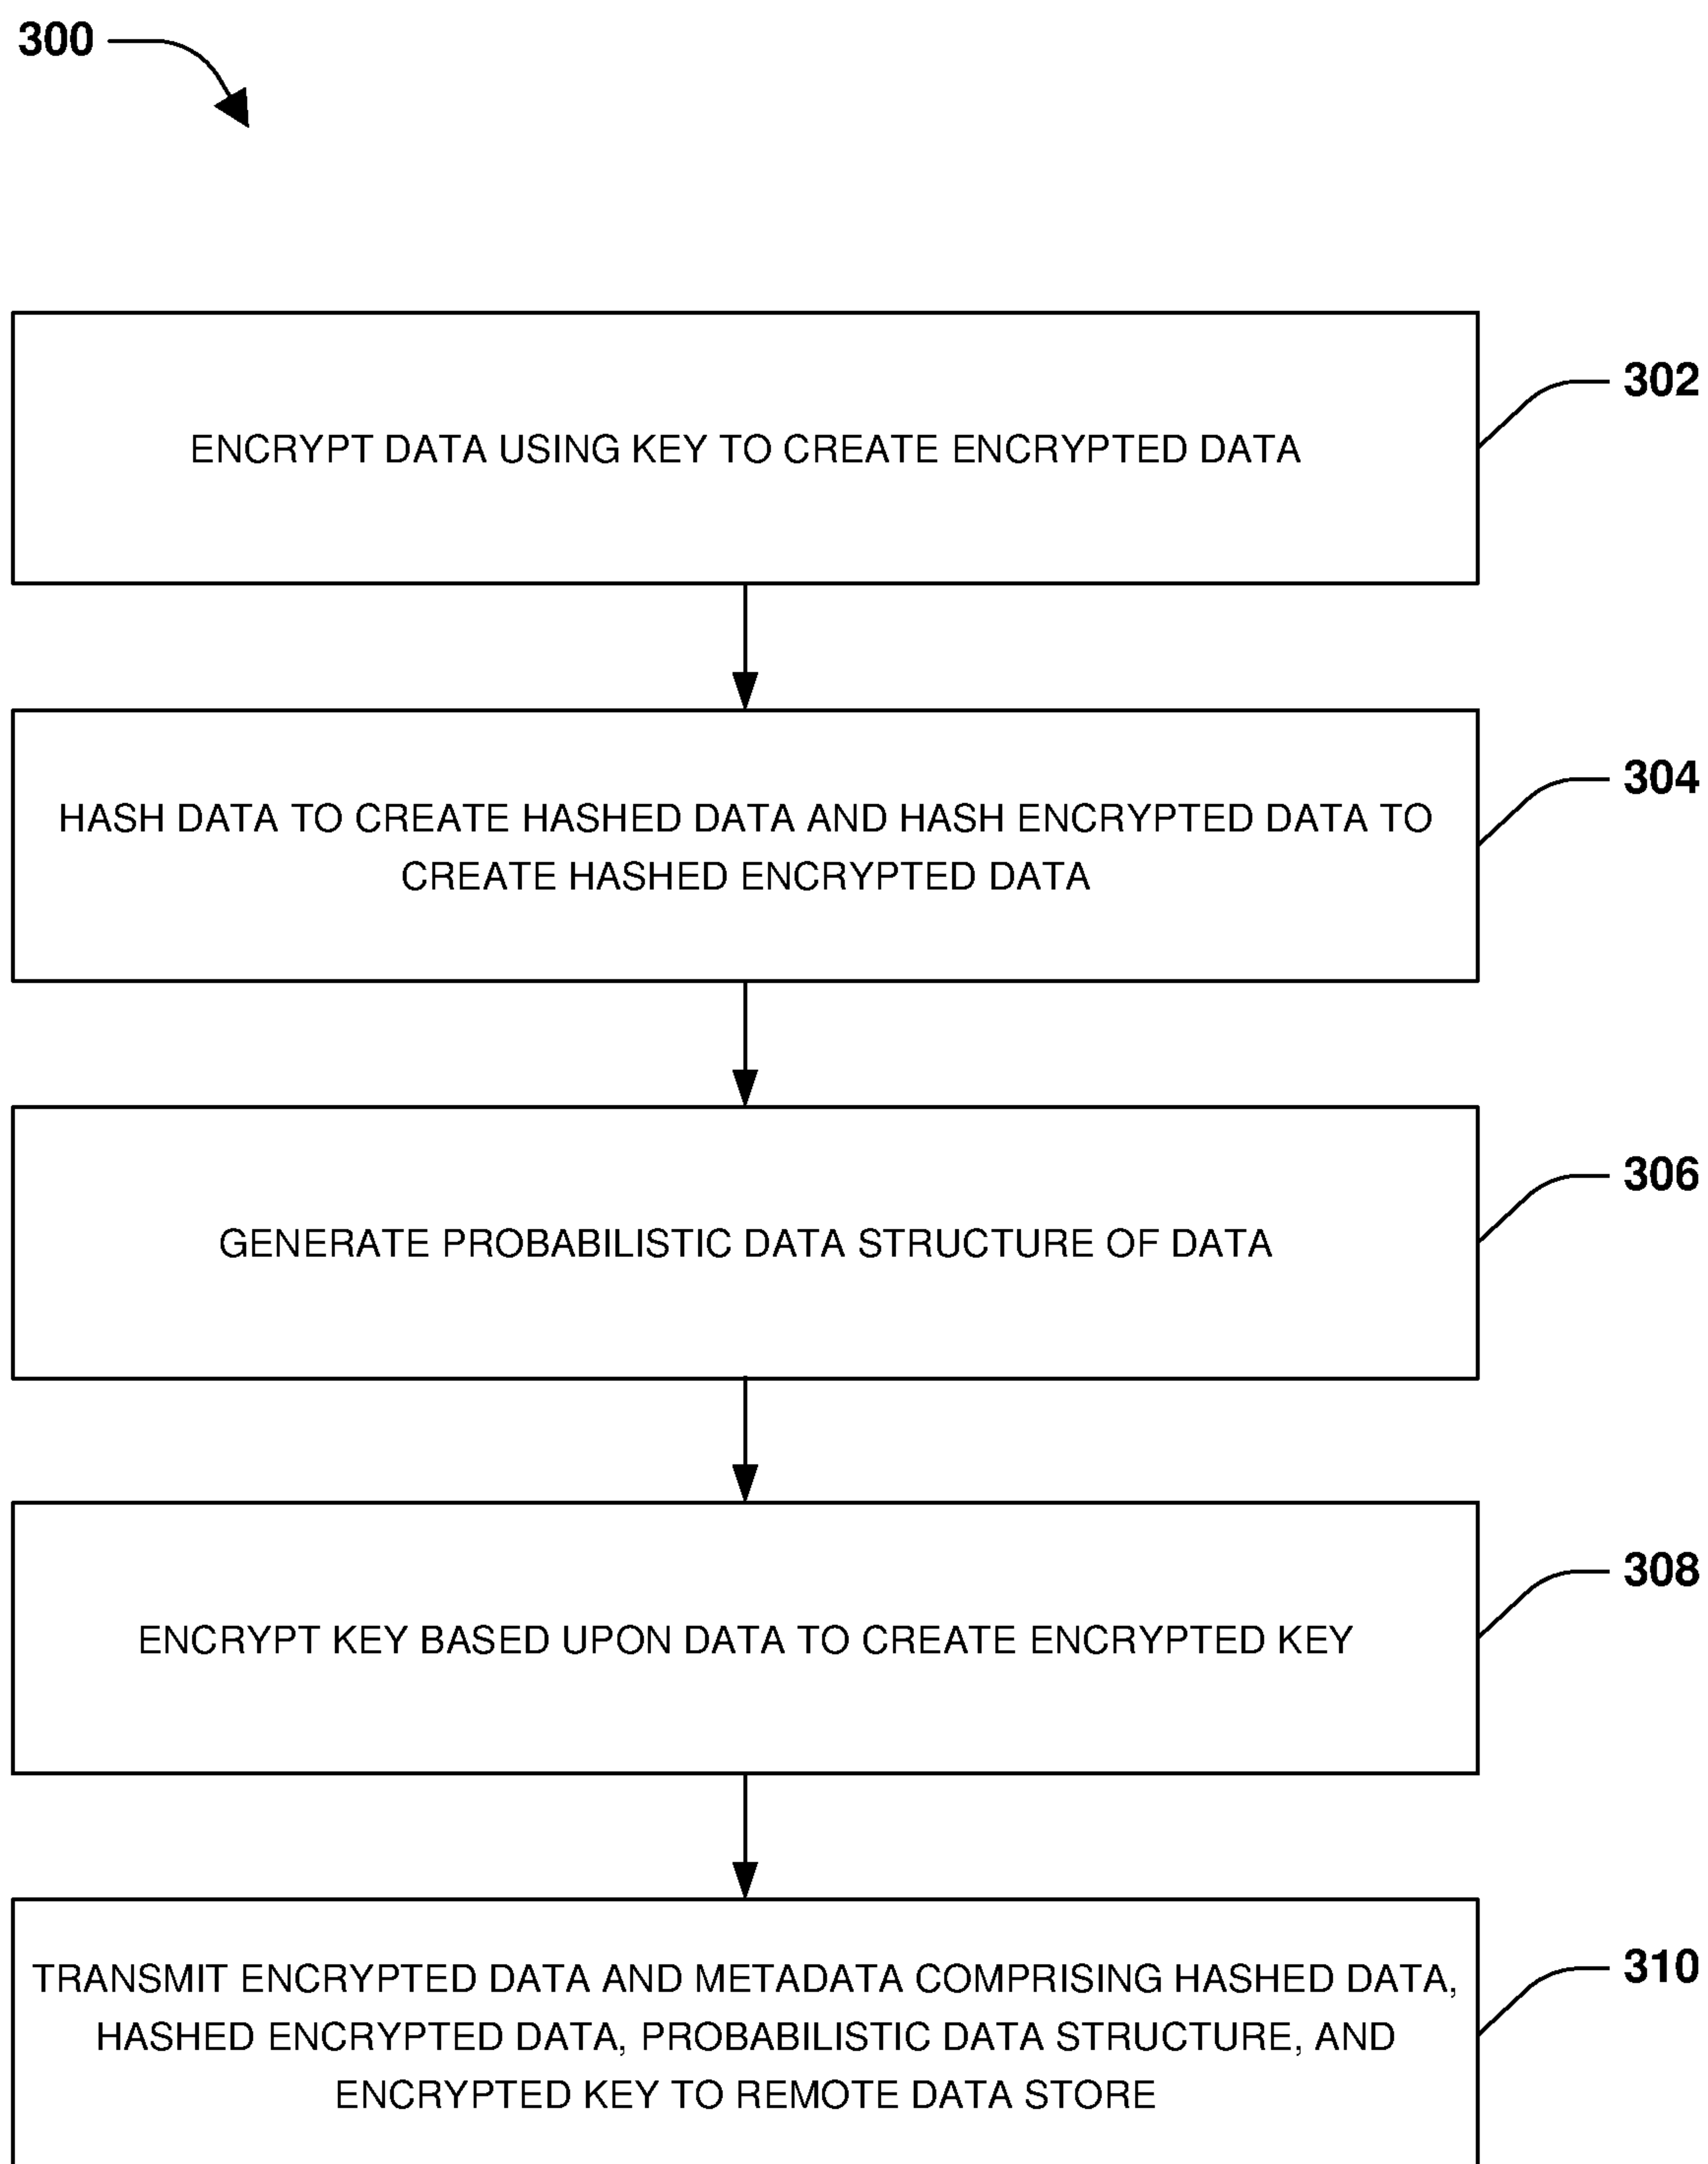 300
302
ENCRYPT DATA USING KEY TO CREATE ENCRYPTED DATA
304
HASH DATA TO CREATE HASHED DATA AND HASH ENCRYPTED DATA TO
CREATE HASHED ENCRYPTED DATA
306
GENERATE PROBABILISTIC DATA STRUCTURE OF DATA
308
ENCRYPT KEY BASED UPON DATA TO CREATE ENCRYPTED KEY
310
TRANSMIT ENCRYPTED DATA AND METADATA COMPRISING HASHED DATA,
HASHED ENCRYPTED DATA, PROBABILISTIC DATA STRUCTURE, AND
ENCRYPTED KEY TO REMOTE DATA STORE